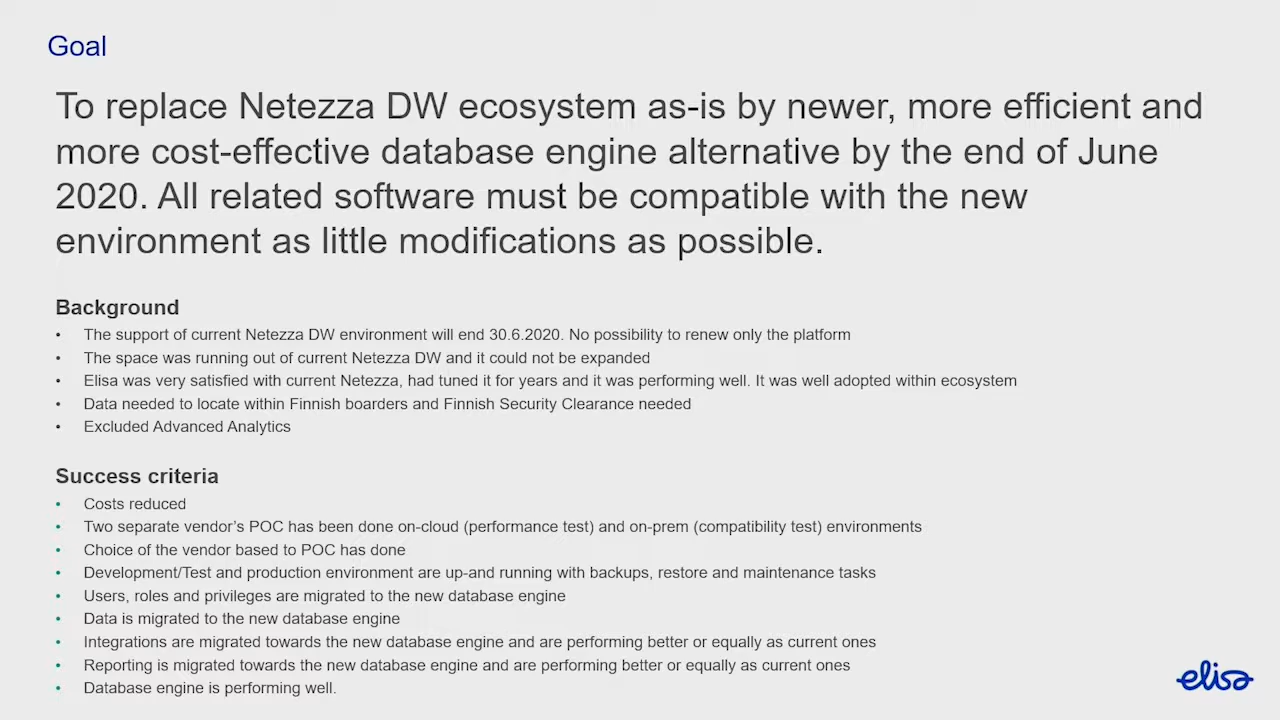 Goal
To replace Netezza DW ecosystem as-is by newer, more efficient and
more cost-effective database engine alternative by the end of June
2020. All related software must be compatible with the new
environment as little modifications as possible.
Background
• The support of current Netezza DW environment will end 30.6.2020. No possibility to renew only the platform
• The space was running out of current Netezza DW and it could not be expanded
• Elisa was very satisfied with current Netezza, had tuned it for years and it was performing well. It was well adopted within ecosystem
• Data needed to locate within Finnish boarders and Finnish Security Clearance needed
• Excluded Advanced Analytics
Success criteria
• Costs reduced
• Two separate vendor's POC has been done on-cloud (performance test) and on-prem (compatibility test) environments
• Choice of the vendor based to POC has done
• Development/Test and production environment are up-and running with backups, restore and maintenance tasks
• Users, roles and privileges are migrated to the new database engine
• Data is migrated to the new database engine
• Integrations are migrated towards the new database engine and are performing better or equally as current ones
• Reporting is migrated towards the new database engine and are performing better or equally as current ones
• Database engine is performing well.
elisa